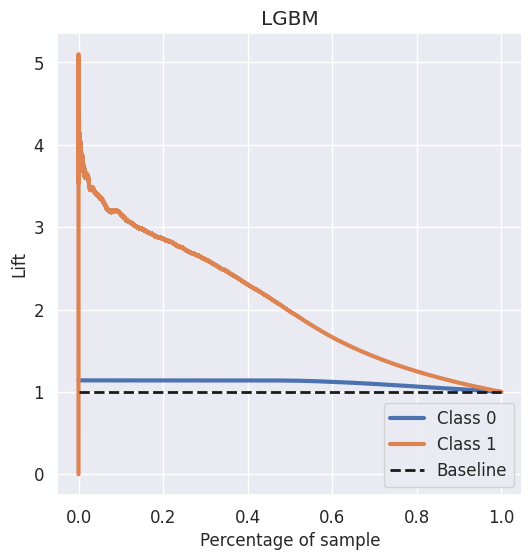 LGBM
Lift
5
4
3
2
1
0
0.0 0.2 0.4 0.6 0.8 1.0
Percentage of sample
Class 0
Class 1
Baseline